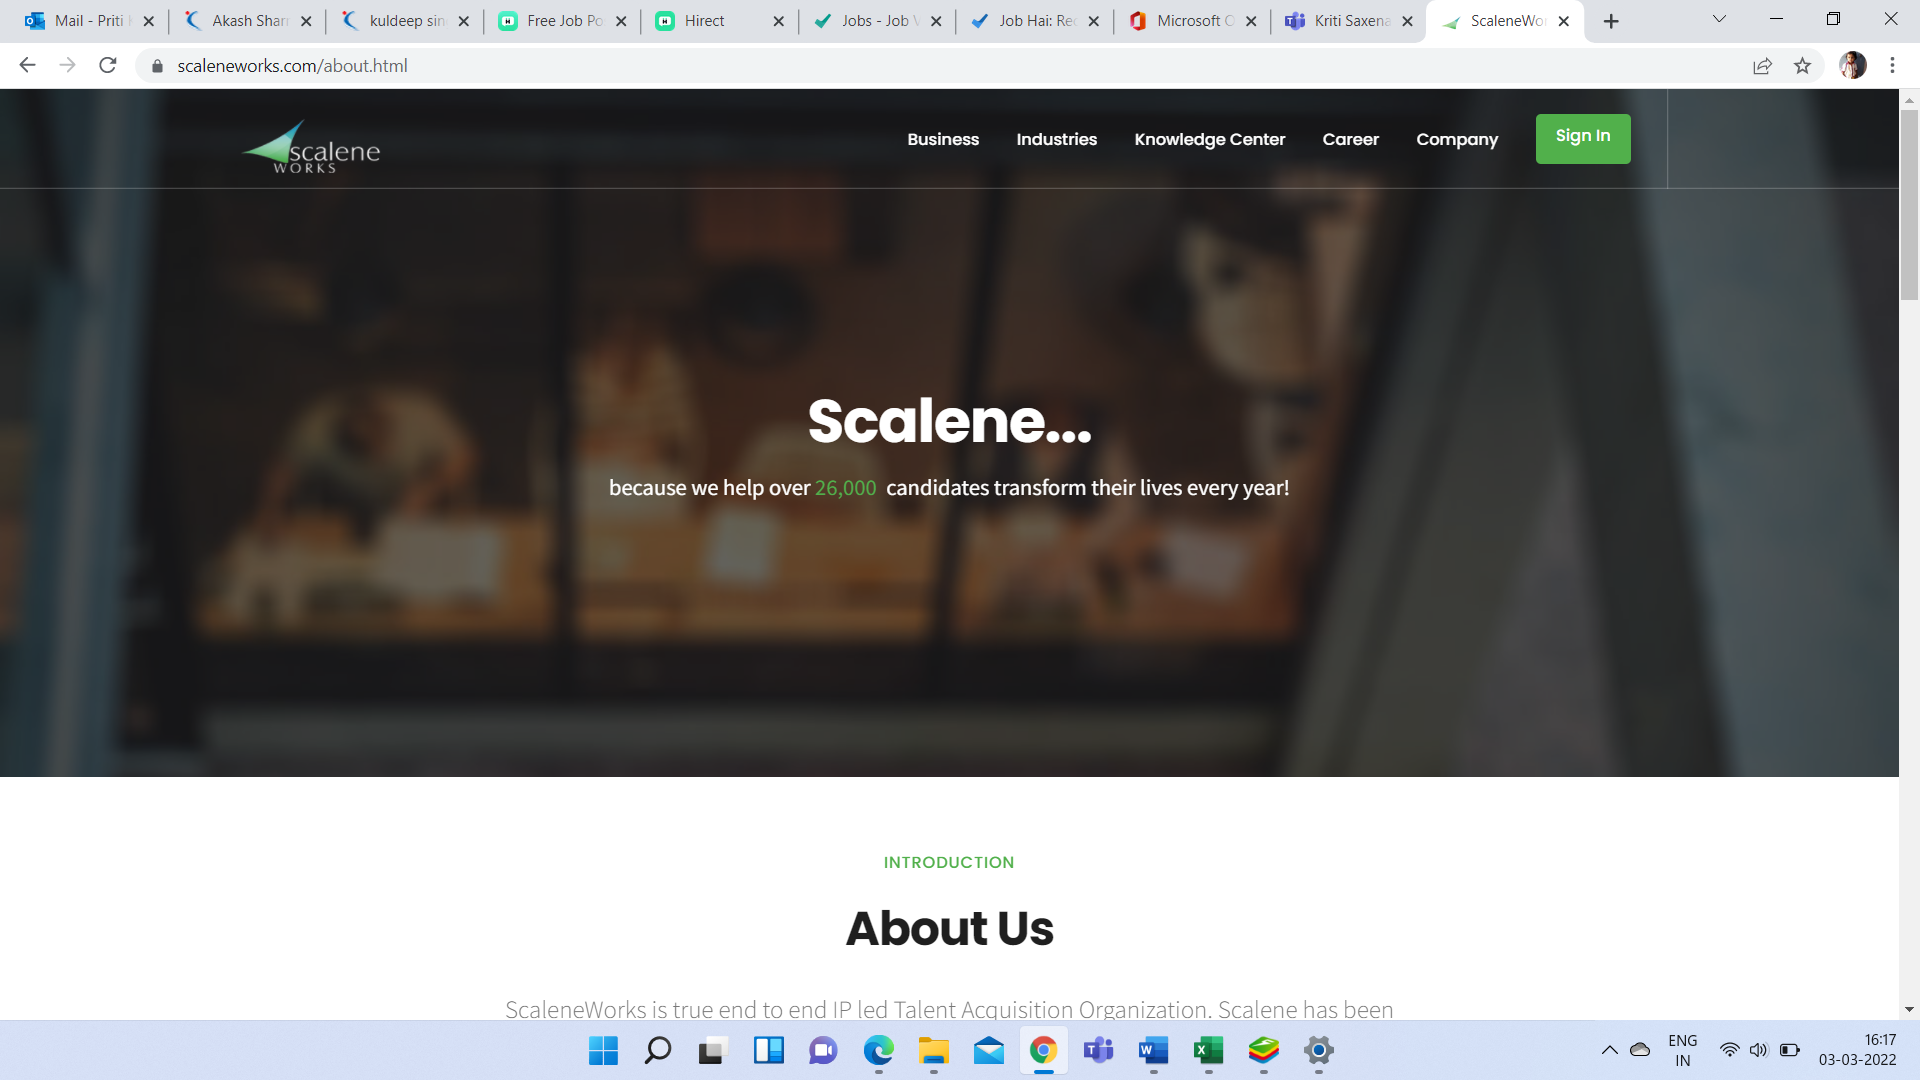 Mail - Priti
Akash Shar
kuldeep sin
Free Job Po
Hirect
Jobs - Job V
Job Hai: Rec
Microsoft O
Kriti Saxena
ScaleneWor
scaleneworks.com/about.html
scalene
WORKS
Business
Industries
Knowledge Center
Career
Company
Sign In
Scalene...
because we help over 26,000 candidates transform their lives every year!
INTRODUCTION
About Us
ScaleneWorks is true end to end IP led Talent Acquisition Organization. Scalene has been
ENG
IN
16:17
03-03-2022